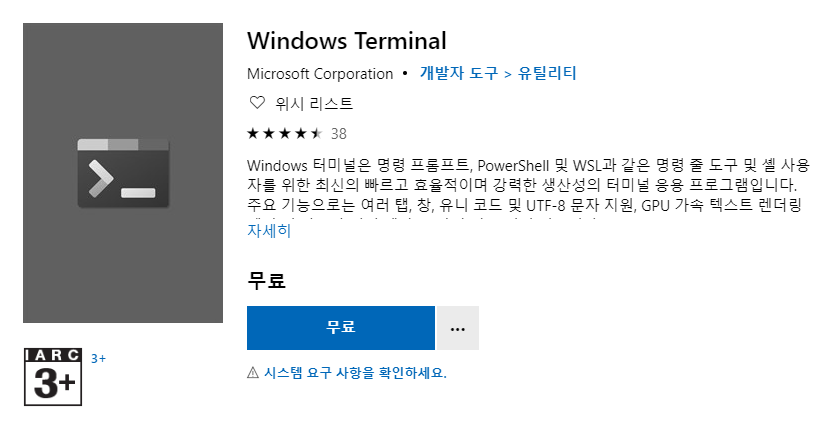 Windows Terminal
Microsoft Corporation • 개발자 도구 > 유틸리티
위시 리스트
38
Windows 터미널은 명령 프롬프트, PowerShell 및 WSL과 같은 명령 줄 도구 및 셸 사용
자를 위한 최신의 빠르고 효율적이며 강력한 생산성의 터미널 응용 프로그램입니다.
주요 기능으로는 여러 탭, 창, 유니 코드 및 UTF-8 문자 지원, GPU 가속 텍스트 렌더링
자세히
무료
무료
...
IARC
3+
3+
시스템 요구 사항을 확인하세요.